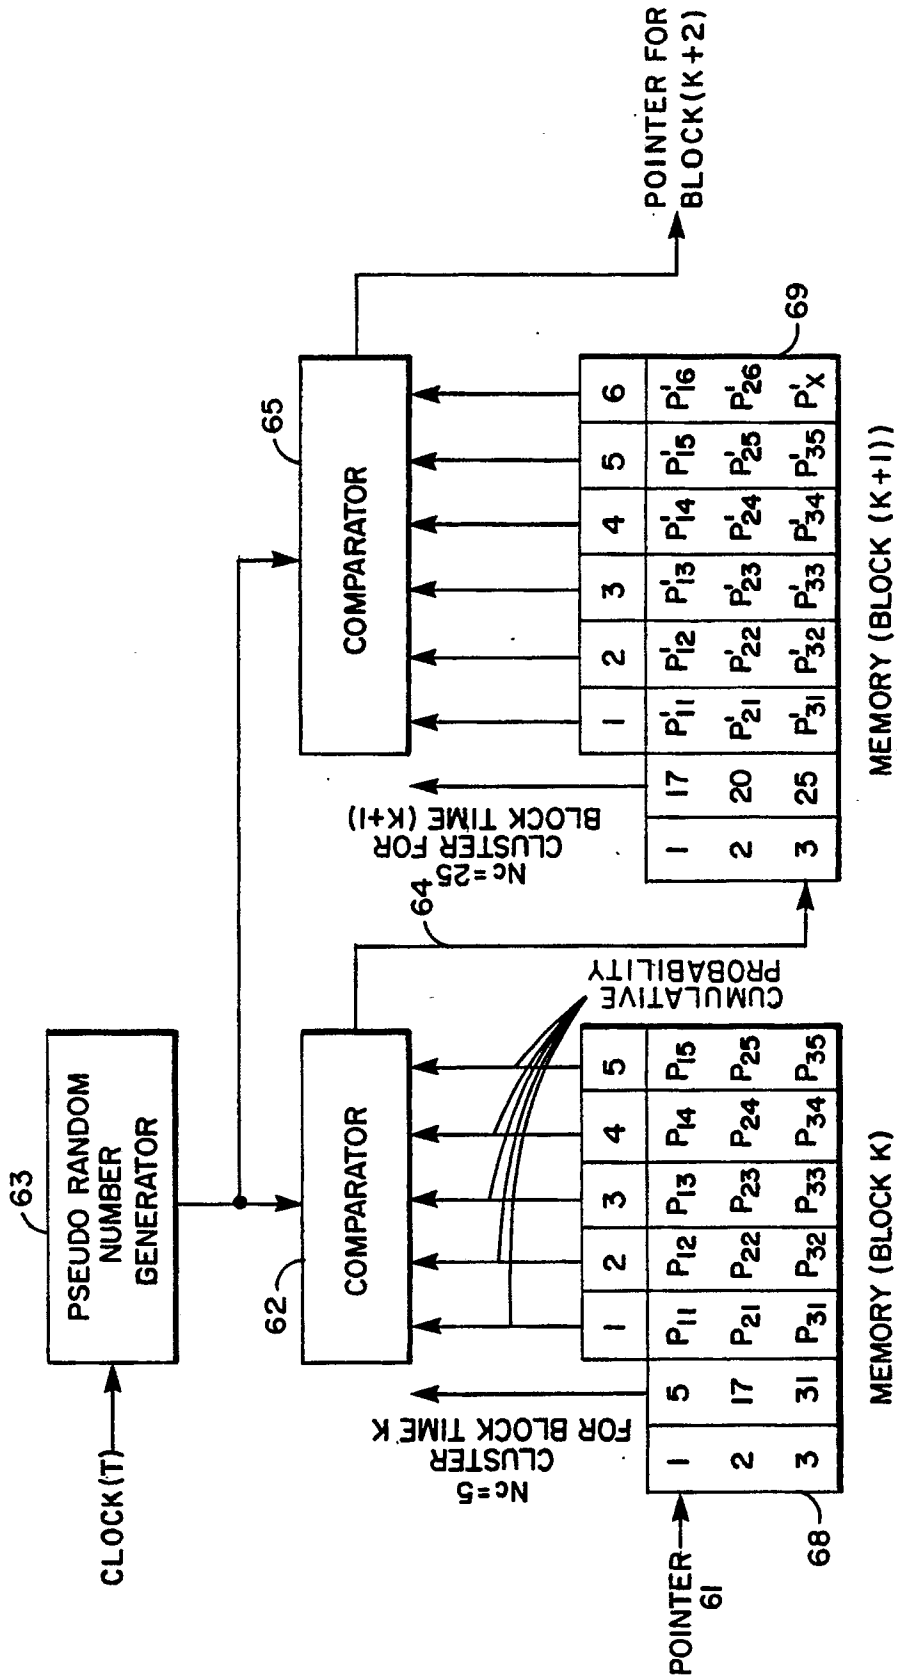 CLOCK(T)
63
PSEUDO RANDOM
NUMBER
GENERATOR
62
COMPARATOR
65
COMPARATOR
POINTER FOR
BLOCK(K+2)
64
CUMULATIVE
PROBABILITY
Nc=5
CLUSTER
FOR BLOCK TIME K
Nc=25
CLUSTER FOR
BLOCK TIME (K+1)
POINTER
61
68
1 2 3 4 5
1 5 P11 P12 P13 P14 P15
2 17 P21 P22 P23 P24 P25
3 31 P31 P32 P33 P34 P35
MEMORY (BLOCK K)
69
1 2 3 4 5 6
1 17 P'11 P'12 P'13 P'14 P'15 P'16
2 20 P'21 P'22 P'23 P'24 P'25 P'26
3 25 P'31 P'32 P'33 P'34 P'35 P'X
MEMORY (BLOCK (K+1))